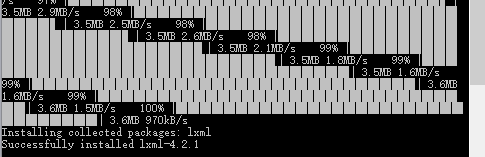 3.5MB 2.9MB/s 98%
3.5MB 2.5MB/s 98%
3.5MB 2.6MB/s 98%
3.5MB 2.1MB/s 99%
3.5MB 1.8MB/s 99%
3.5MB 1.6MB/s
99%
3.6MB
1.6MB/s 99%
3.6MB 1.5MB/s 100%
3.6MB 970kB/s
Installing collected packages: lxml
Successfully installed lxml-4.2.1